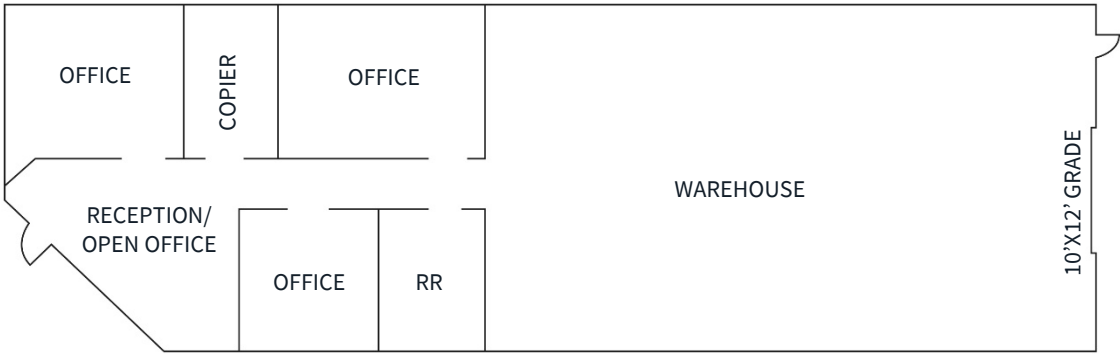 OFFICE
COPIER
OFFICE
WAREHOUSE
10’X12’ GRADE
RECEPTION/
OPEN OFFICE
OFFICE
RR